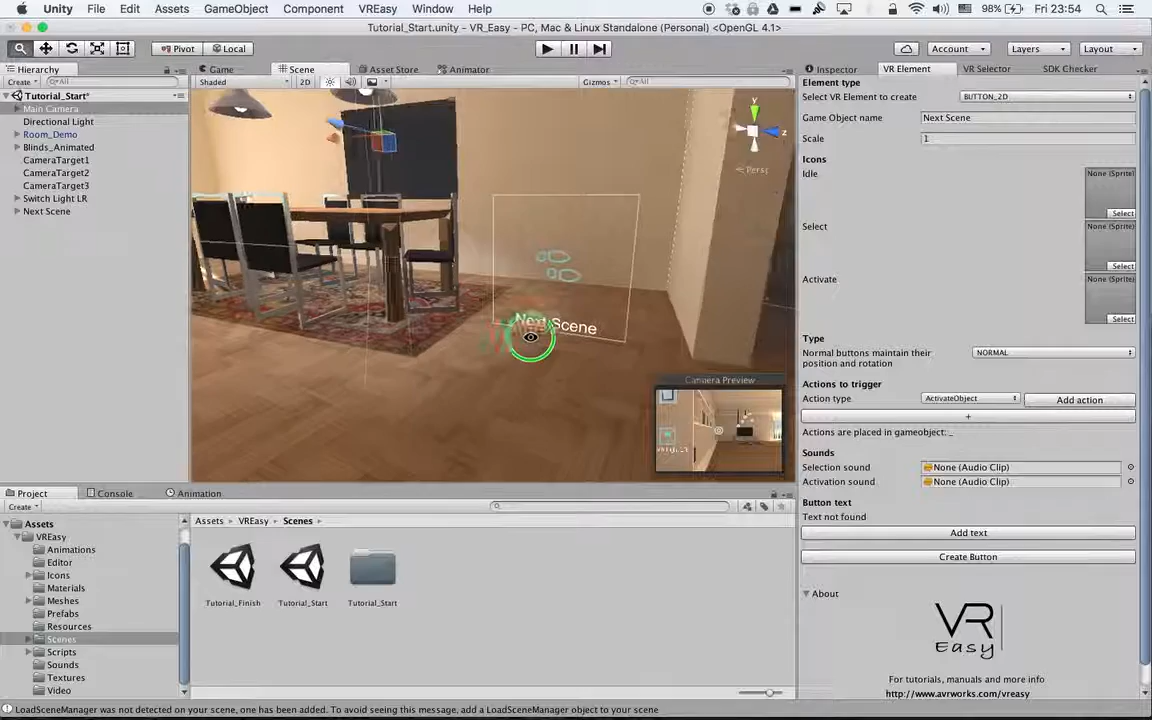 Unity File Edit Assets GameObject Component VREasy Window Help 98% Fri 23:54
Tutorial_Start.unity - VR_Easy - PC, Mac & Linux Standalone (Personal) <OpenGL 4.1>
Pivot Local Account Layers Layout
Hierarchy Game Scene Asset Store Animator Inspector VR Element VR Selector SDK Checker
Create All Shaded 2D Gizmos All
Element type
Select VR Element to create BUTTON_2D
Game Object name Next Scene
Scale 1
Icons
Idle None (Sprite) Select
Select None (Sprite) Select
Activate None (Sprite) Select
Type
Normal buttons maintain their position and rotation NORMAL
Actions to trigger
Action type ActivateObject Add action
+
Actions are placed in gameobject: _
Sounds
Selection sound None (Audio Clip)
Activation sound None (Audio Clip)
Button text
Text not found
Add text
Create Button
About
VR
Easy
For tutorials, manuals and more info
http://www.avrworks.com/vreasy
Tutorial_Start*
Main Camera
Directional Light
Room_Demo
Blinds_Animated
CameraTarget1
CameraTarget2
CameraTarget3
Switch Light LR
Next Scene
y
z
Persp
Next Scene
Camera Preview
Project Console Animation
Create
Assets
VREasy
Animations
Editor
Icons
Materials
Meshes
Prefabs
Resources
Scenes
Scripts
Sounds
Textures
Video
Assets VREasy Scenes
Tutorial_Finish Tutorial_Start Tutorial_Start
LoadSceneManager was not detected on your scene, one has been added. To avoid seeing this message, add a LoadSceneManager object to your scene